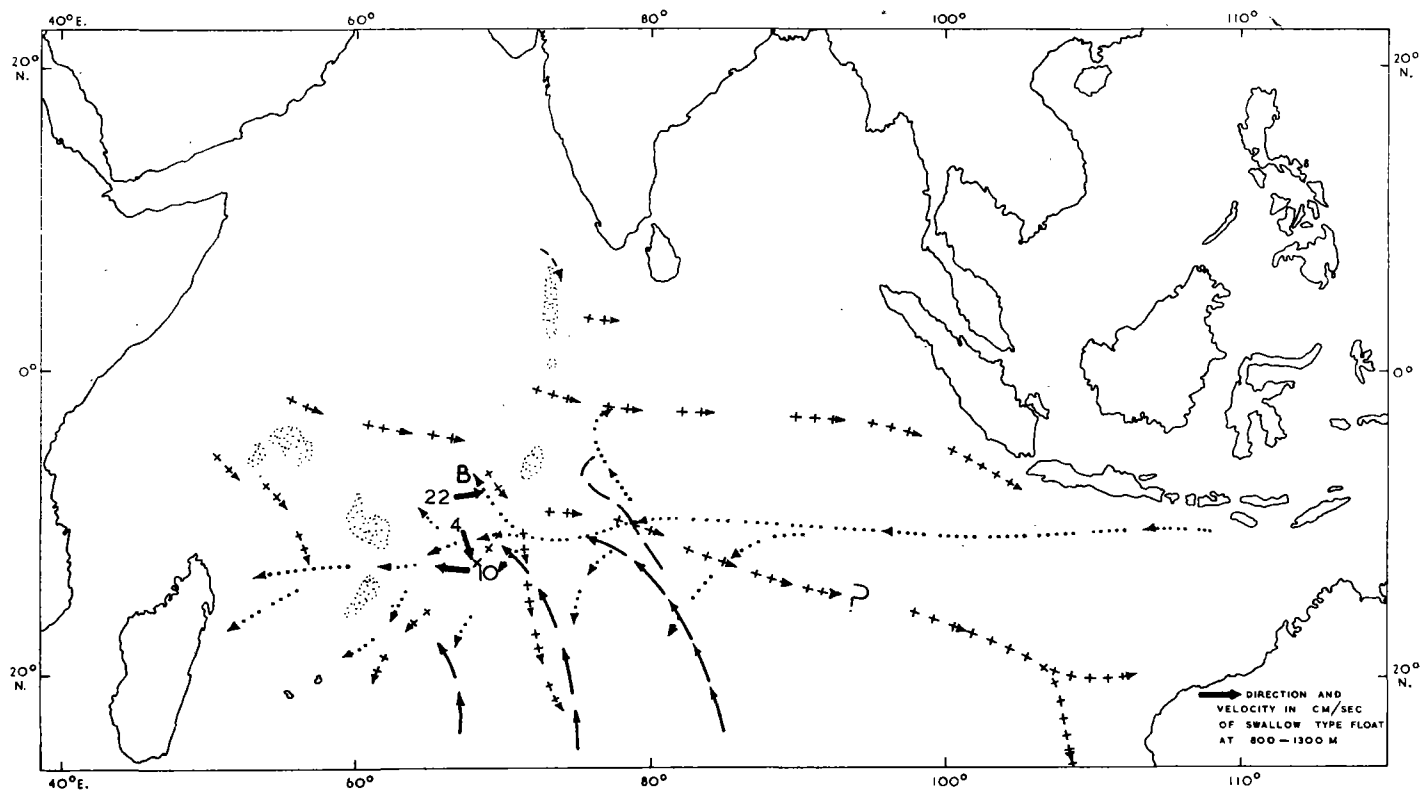 40°E. 60° 80° 100° 110°
20° N. 20° N.
0° 0°
B
22
4
10
?
20° N. 20° N.
DIRECTION AND
VELOCITY IN CM/SEC
OF SWALLOW TYPE FLOAT
AT 800-1300 M
40°E. 60° 80° 100° 110°